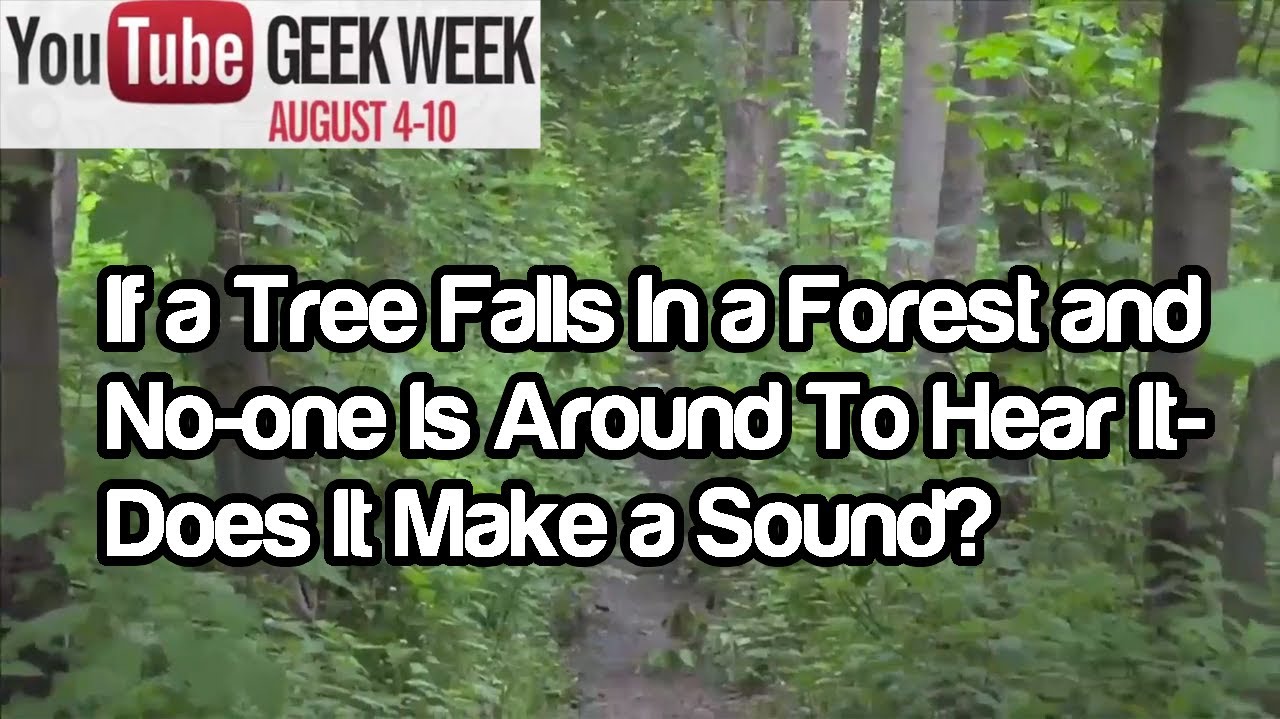 YouTube GEEK WEEK
AUGUST 4-10
If a Tree Falls In a Forest and
No-one Is Around To Hear It-
Does It Make a Sound?